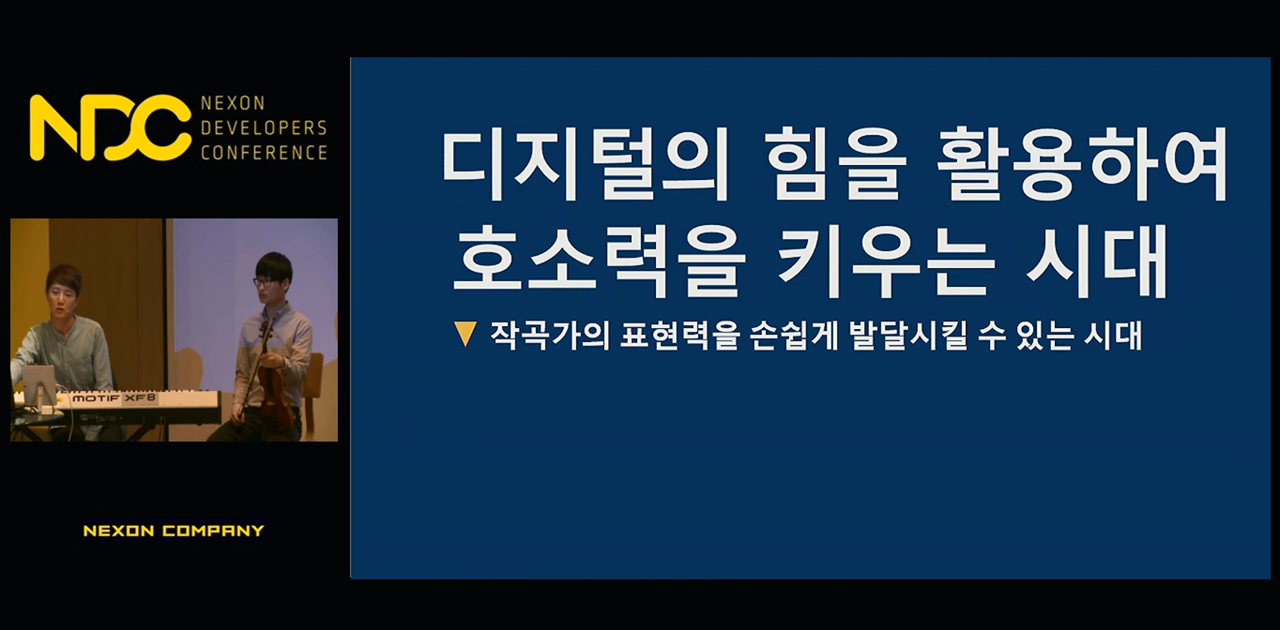 NDC
NEXON
DEVELOPERS
CONFERENCE
디지털의 힘을 활용하여
호소력을 키우는 시대
▼ 작곡가의 표현력을 손쉽게 발달시킬 수 있는 시대
MOTIF XF8
NEXON COMPANY